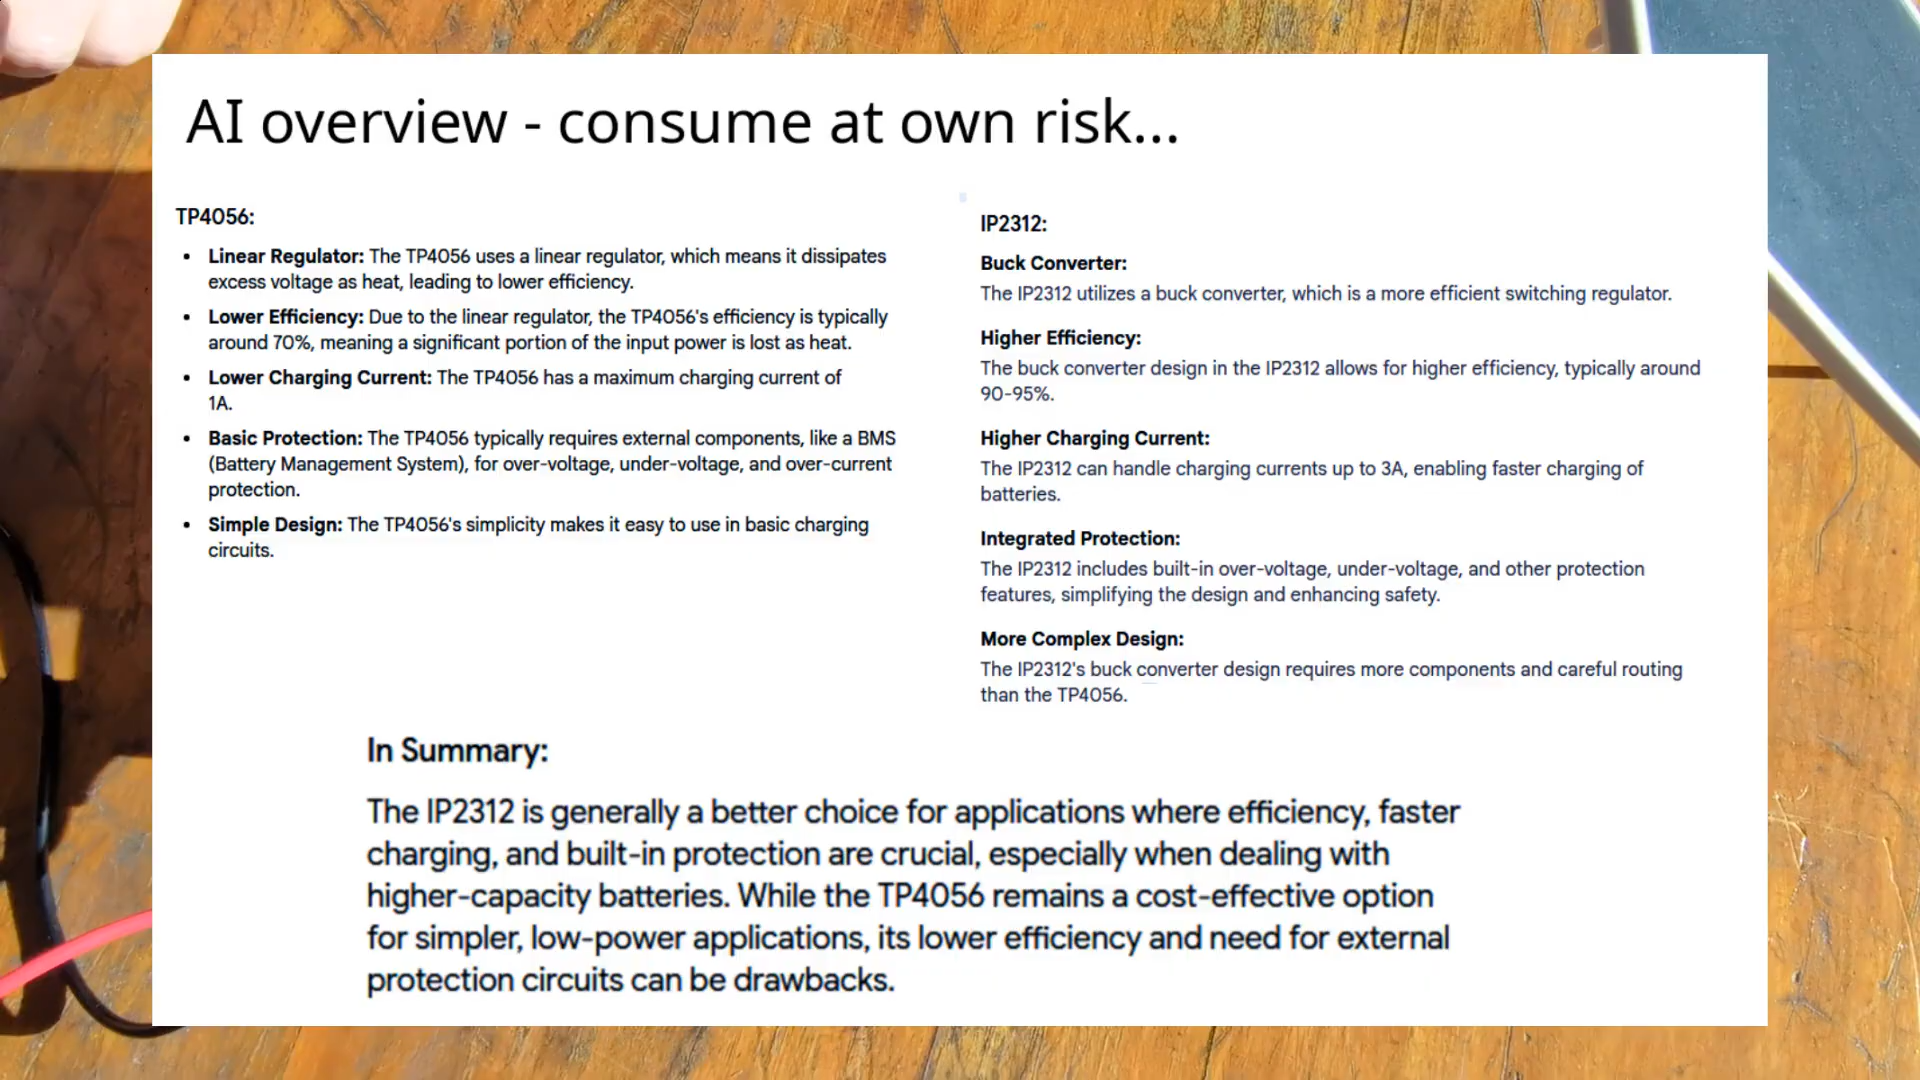 AI overview - consume at own risk...
TP4056:
• Linear Regulator: The TP4056 uses a linear regulator, which means it dissipates
excess voltage as heat, leading to lower efficiency.
• Lower Efficiency: Due to the linear regulator, the TP4056's efficiency is typically
around 70%, meaning a significant portion of the input power is lost as heat.
• Lower Charging Current: The TP4056 has a maximum charging current of
1A.
• Basic Protection: The TP4056 typically requires external components, like a BMS
(Battery Management System), for over-voltage, under-voltage, and over-current
protection.
• Simple Design: The TP4056's simplicity makes it easy to use in basic charging
circuits.
IP2312:
Buck Converter:
The IP2312 utilizes a buck converter, which is a more efficient switching regulator.
Higher Efficiency:
The buck converter design in the IP2312 allows for higher efficiency, typically around
90-95%.
Higher Charging Current:
The IP2312 can handle charging currents up to 3A, enabling faster charging of
batteries.
Integrated Protection:
The IP2312 includes built-in over-voltage, under-voltage, and other protection
features, simplifying the design and enhancing safety.
More Complex Design:
The IP2312's buck converter design requires more components and careful routing
than the TP4056.
In Summary:
The IP2312 is generally a better choice for applications where efficiency, faster
charging, and built-in protection are crucial, especially when dealing with
higher-capacity batteries. While the TP4056 remains a cost-effective option
for simpler, low-power applications, its lower efficiency and need for external
protection circuits can be drawbacks.